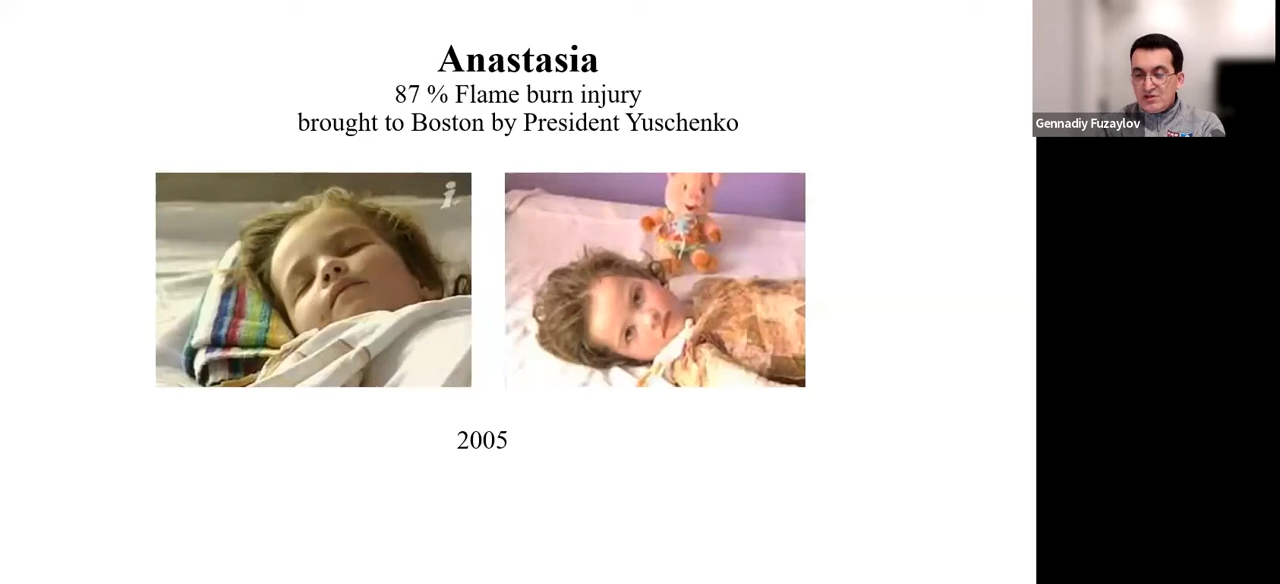 Anastasia
87 % Flame burn injury
brought to Boston by President Yuschenko
2005
Gennadiy Fuzaylov
i